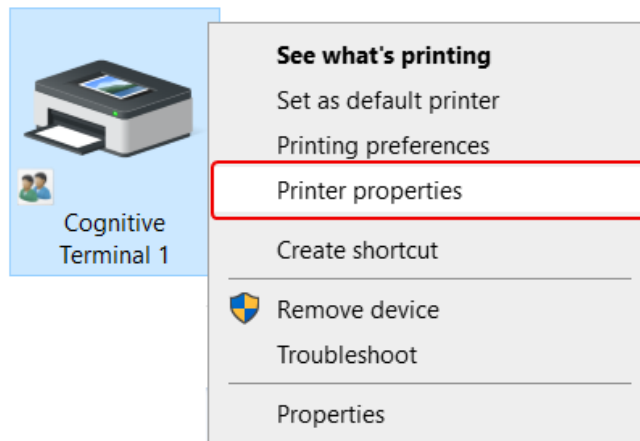 See what's printing
Set as default printer
Printing preferences
Printer properties
Cognitive
Terminal 1
Create shortcut
Remove device
Troubleshoot
Properties